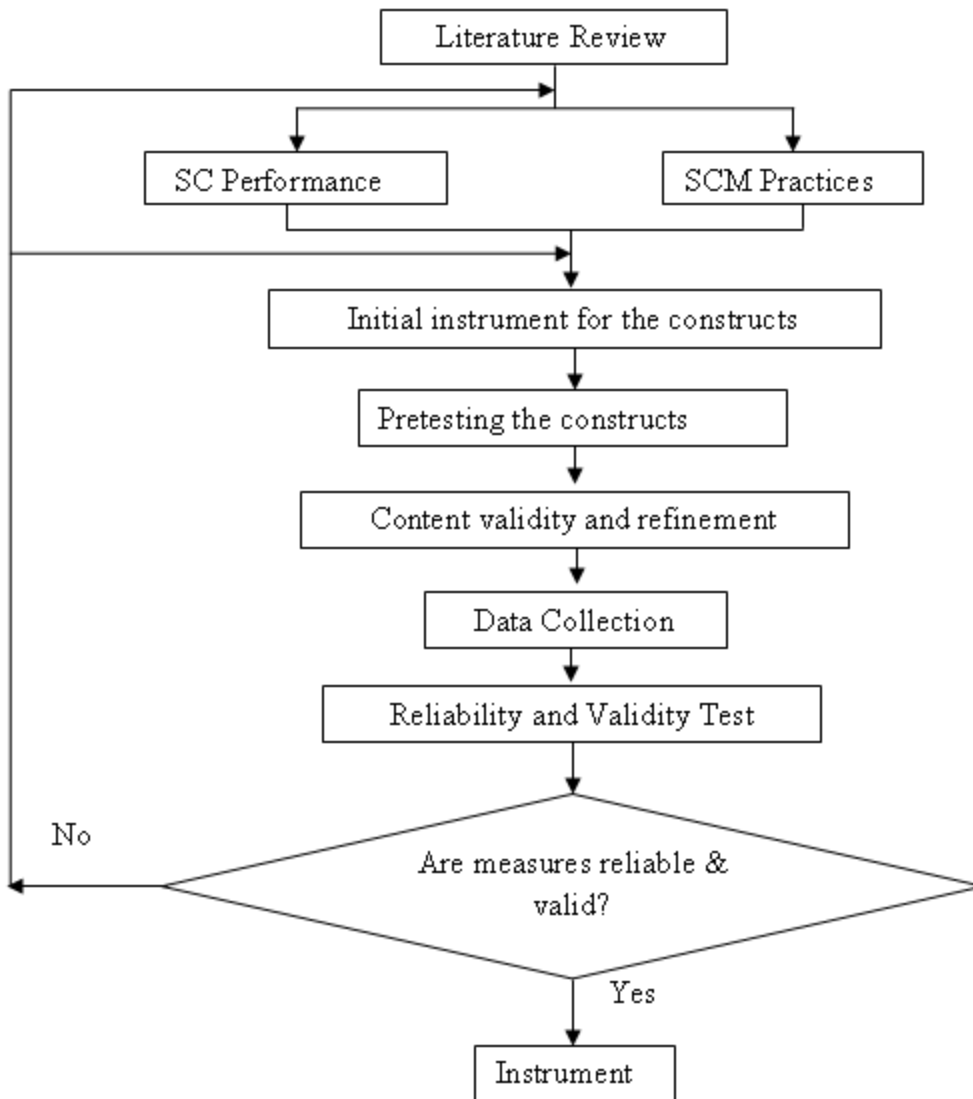 Literature Review
SC Performance
SCM Practices
Initial instrument for the constructs
Pretesting the constructs
Content validity and refinement
Data Collection
Reliability and Validity Test
No
Are measures reliable &
valid?
Yes
Instrument